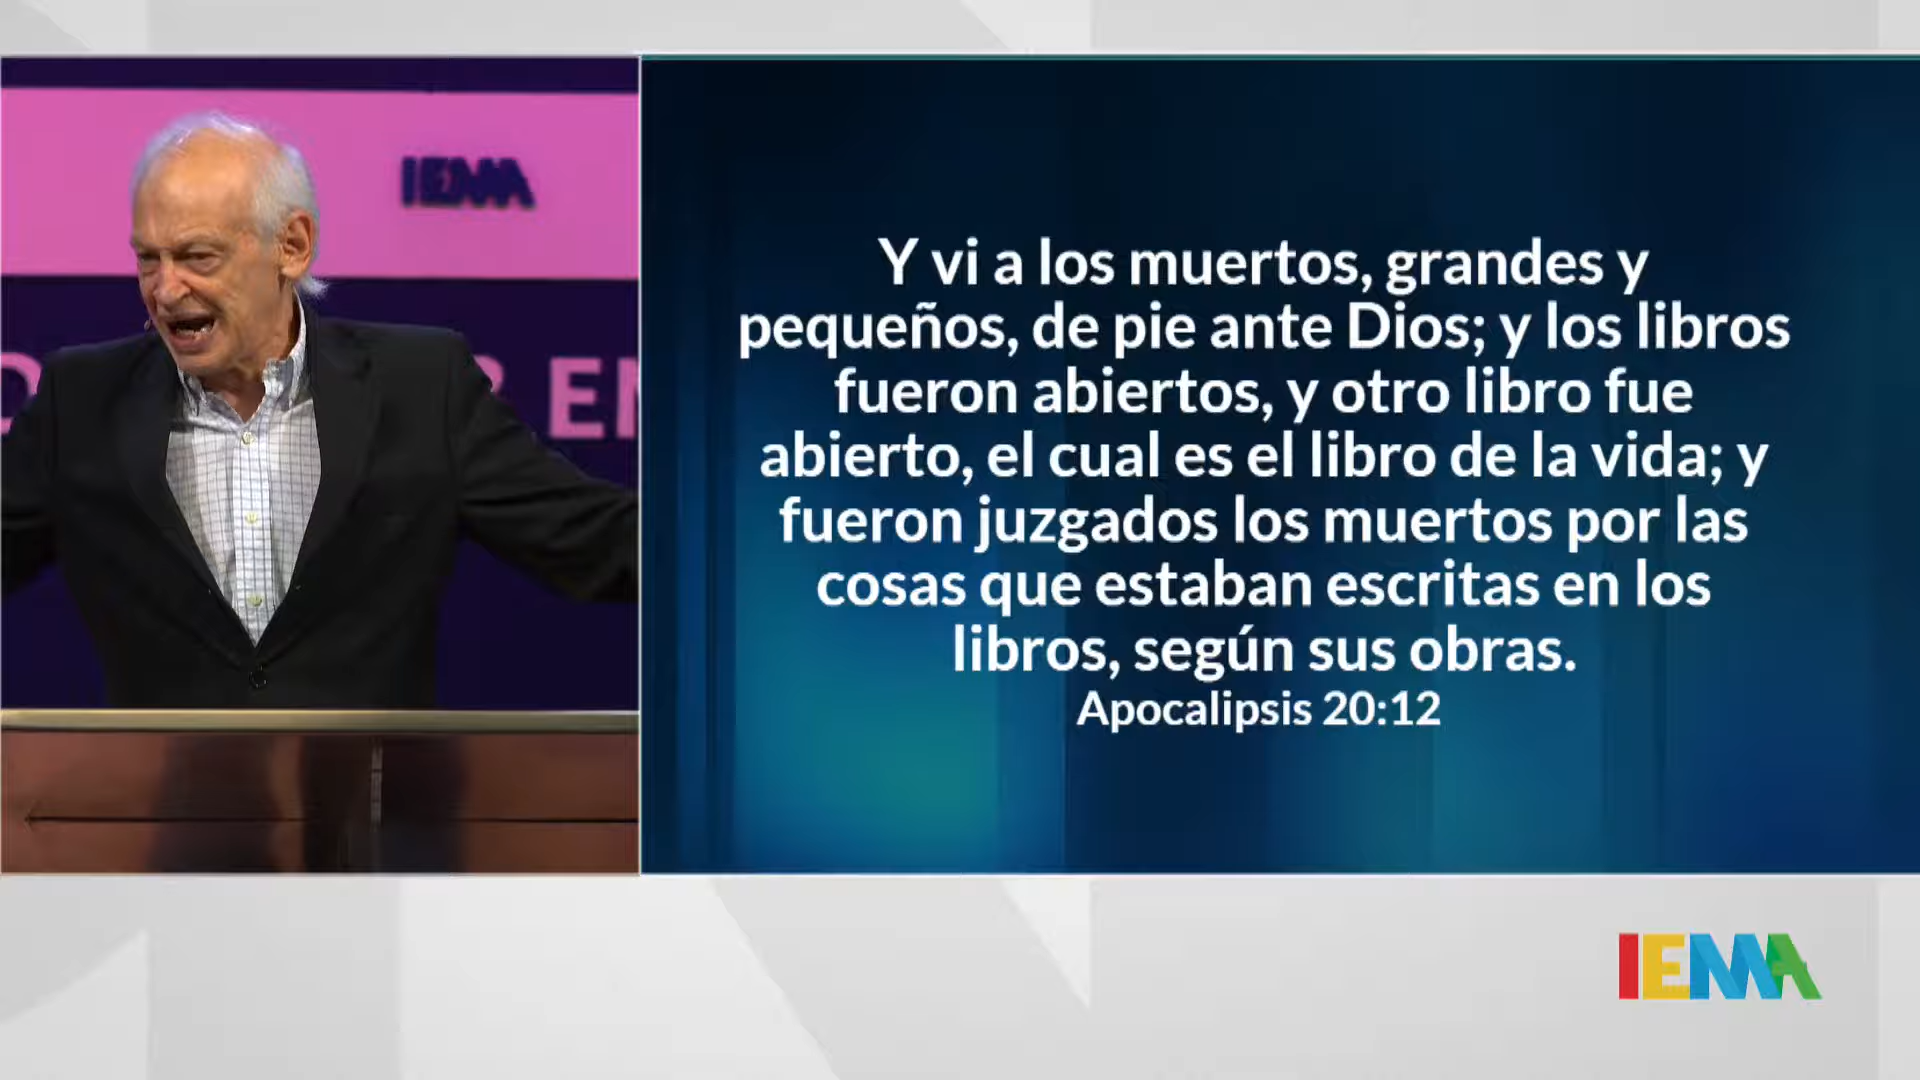 IEMA
EN
Y vi a los muertos, grandes y
pequeños, de pie ante Dios; y los libros
fueron abiertos, y otro libro fue
abierto, el cual es el libro de la vida; y
fueron juzgados los muertos por las
cosas que estaban escritas en los
libros, según sus obras.
Apocalipsis 20:12
IEMA